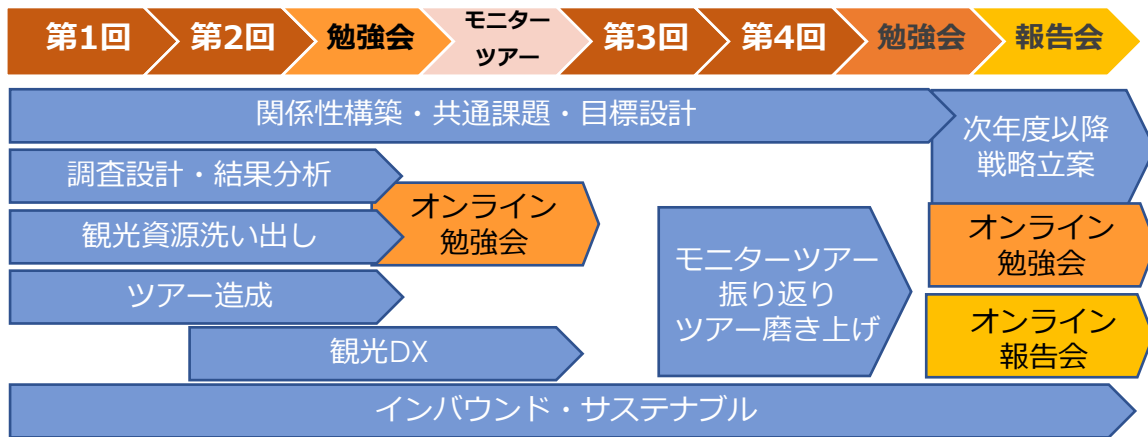 第1回
第2回
勉強会
モニター
ツアー
第3回
第4回
勉強会
報告会
関係性構築・共通課題・目標設計
次年度以降
戦略立案
調査設計・結果分析
オンライン
勉強会
観光資源洗い出し
モニターツアー
振り返り
ツアー磨き上げ
オンライン
勉強会
ツアー造成
観光DX
オンライン
報告会
インバウンド・サステナブル